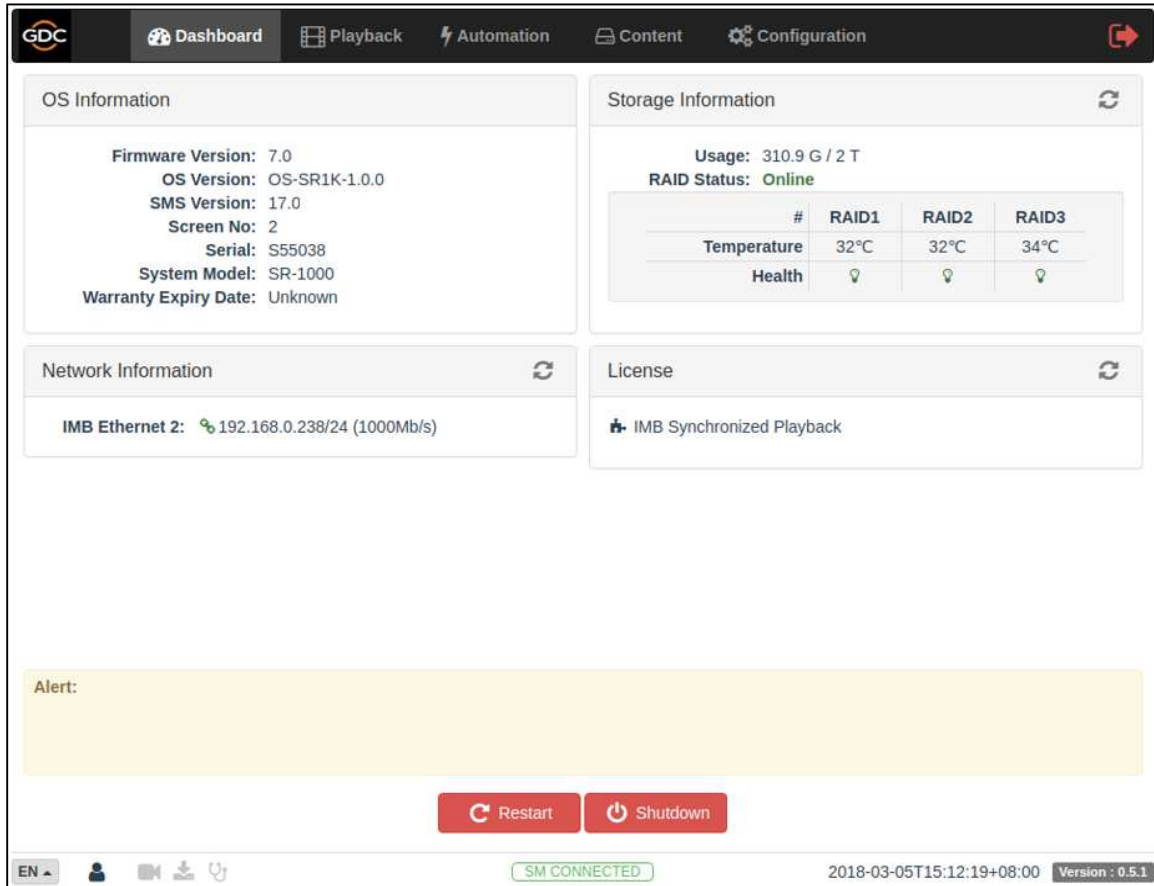 GDC Dashboard Playback Automation Content Configuration
OS Information
Firmware Version: 7.0
OS Version: OS-SR1K-1.0.0
SMS Version: 17.0
Screen No: 2
Serial: S55038
System Model: SR-1000
Warranty Expiry Date: Unknown
Storage Information
Usage: 310.9 G / 2 T
RAID Status: Online
# RAID1 RAID2 RAID3
Temperature 32℃ 32℃ 34℃
Health
Network Information
IMB Ethernet 2: 192.168.0.238/24 (1000Mb/s)
License
IMB Synchronized Playback
Alert:
Restart Shutdown
EN SM CONNECTED 2018-03-05T15:12:19+08:00 Version : 0.5.1